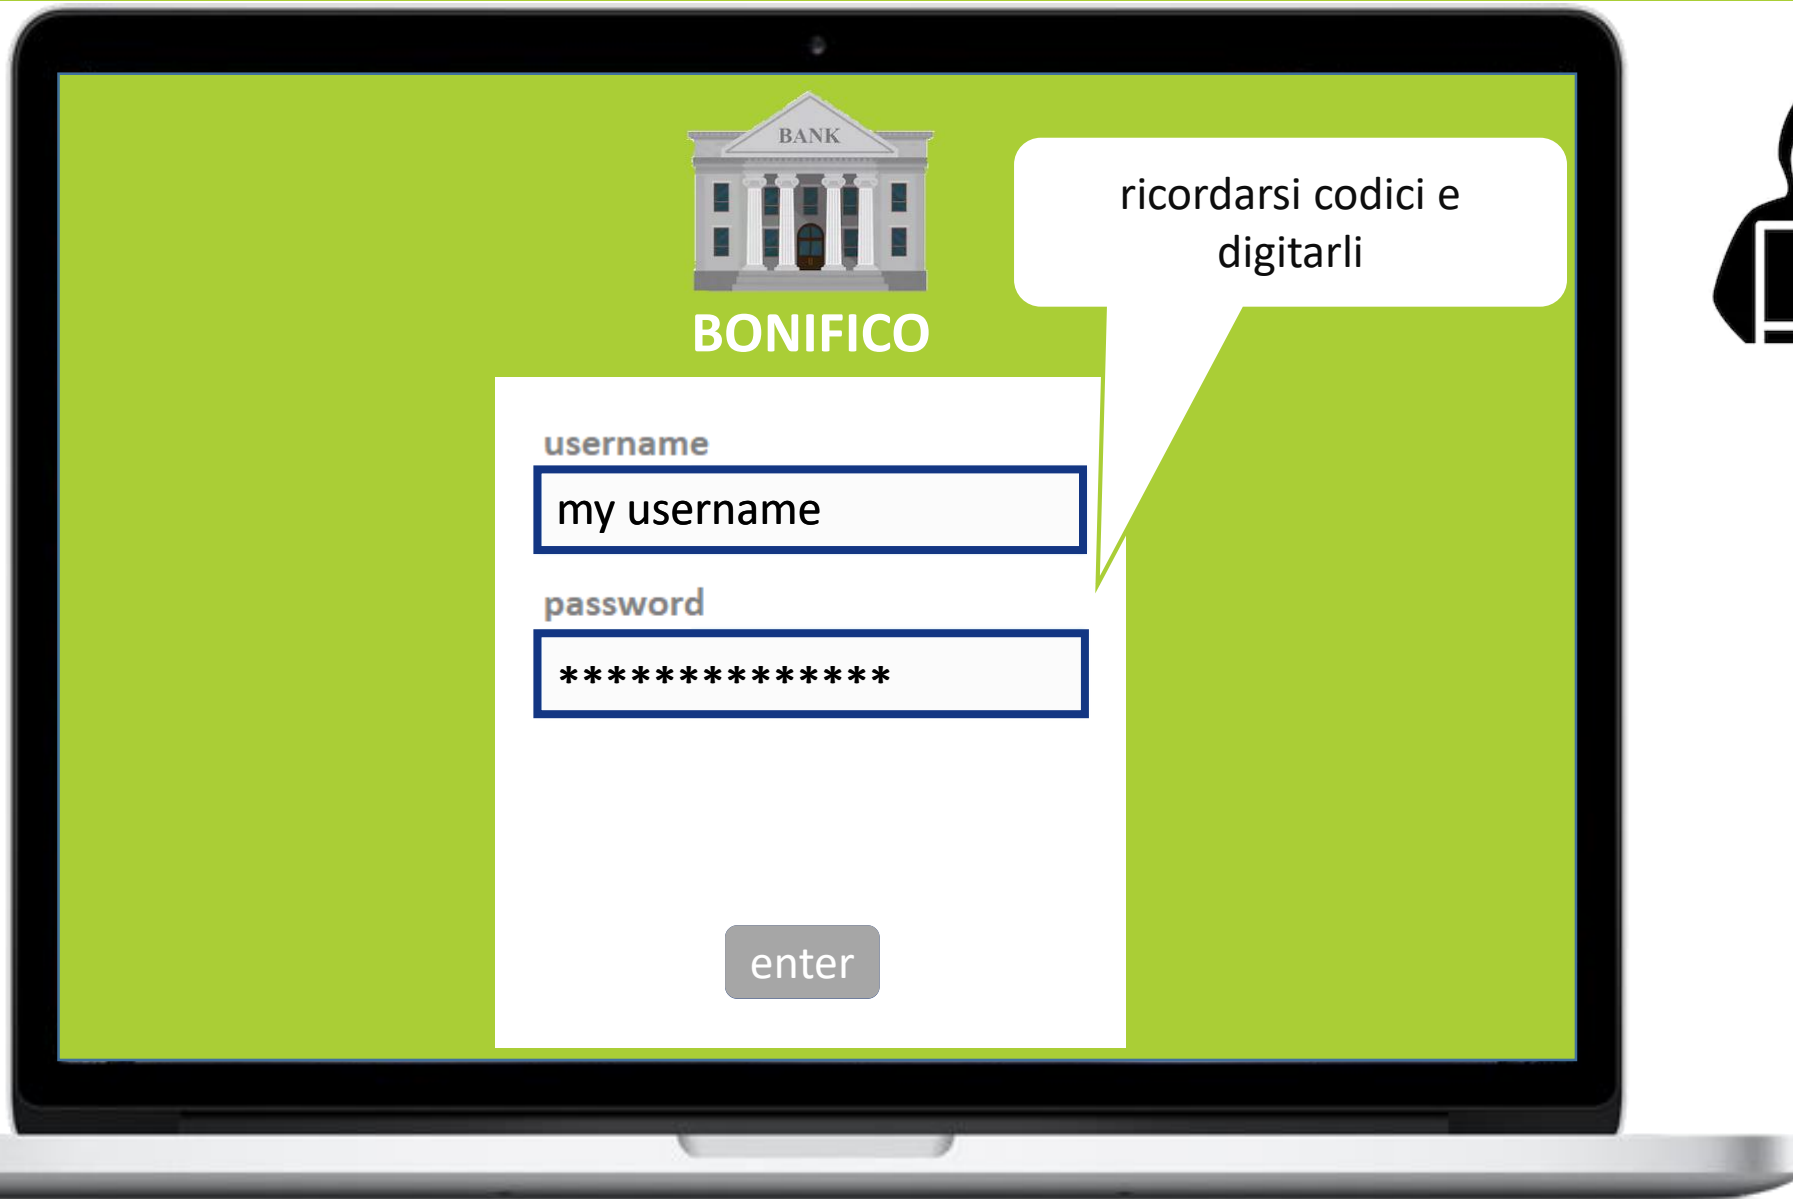 BANK
ricordarsi codici e
digitarli
BONIFICO
username
my username
password
**************
enter